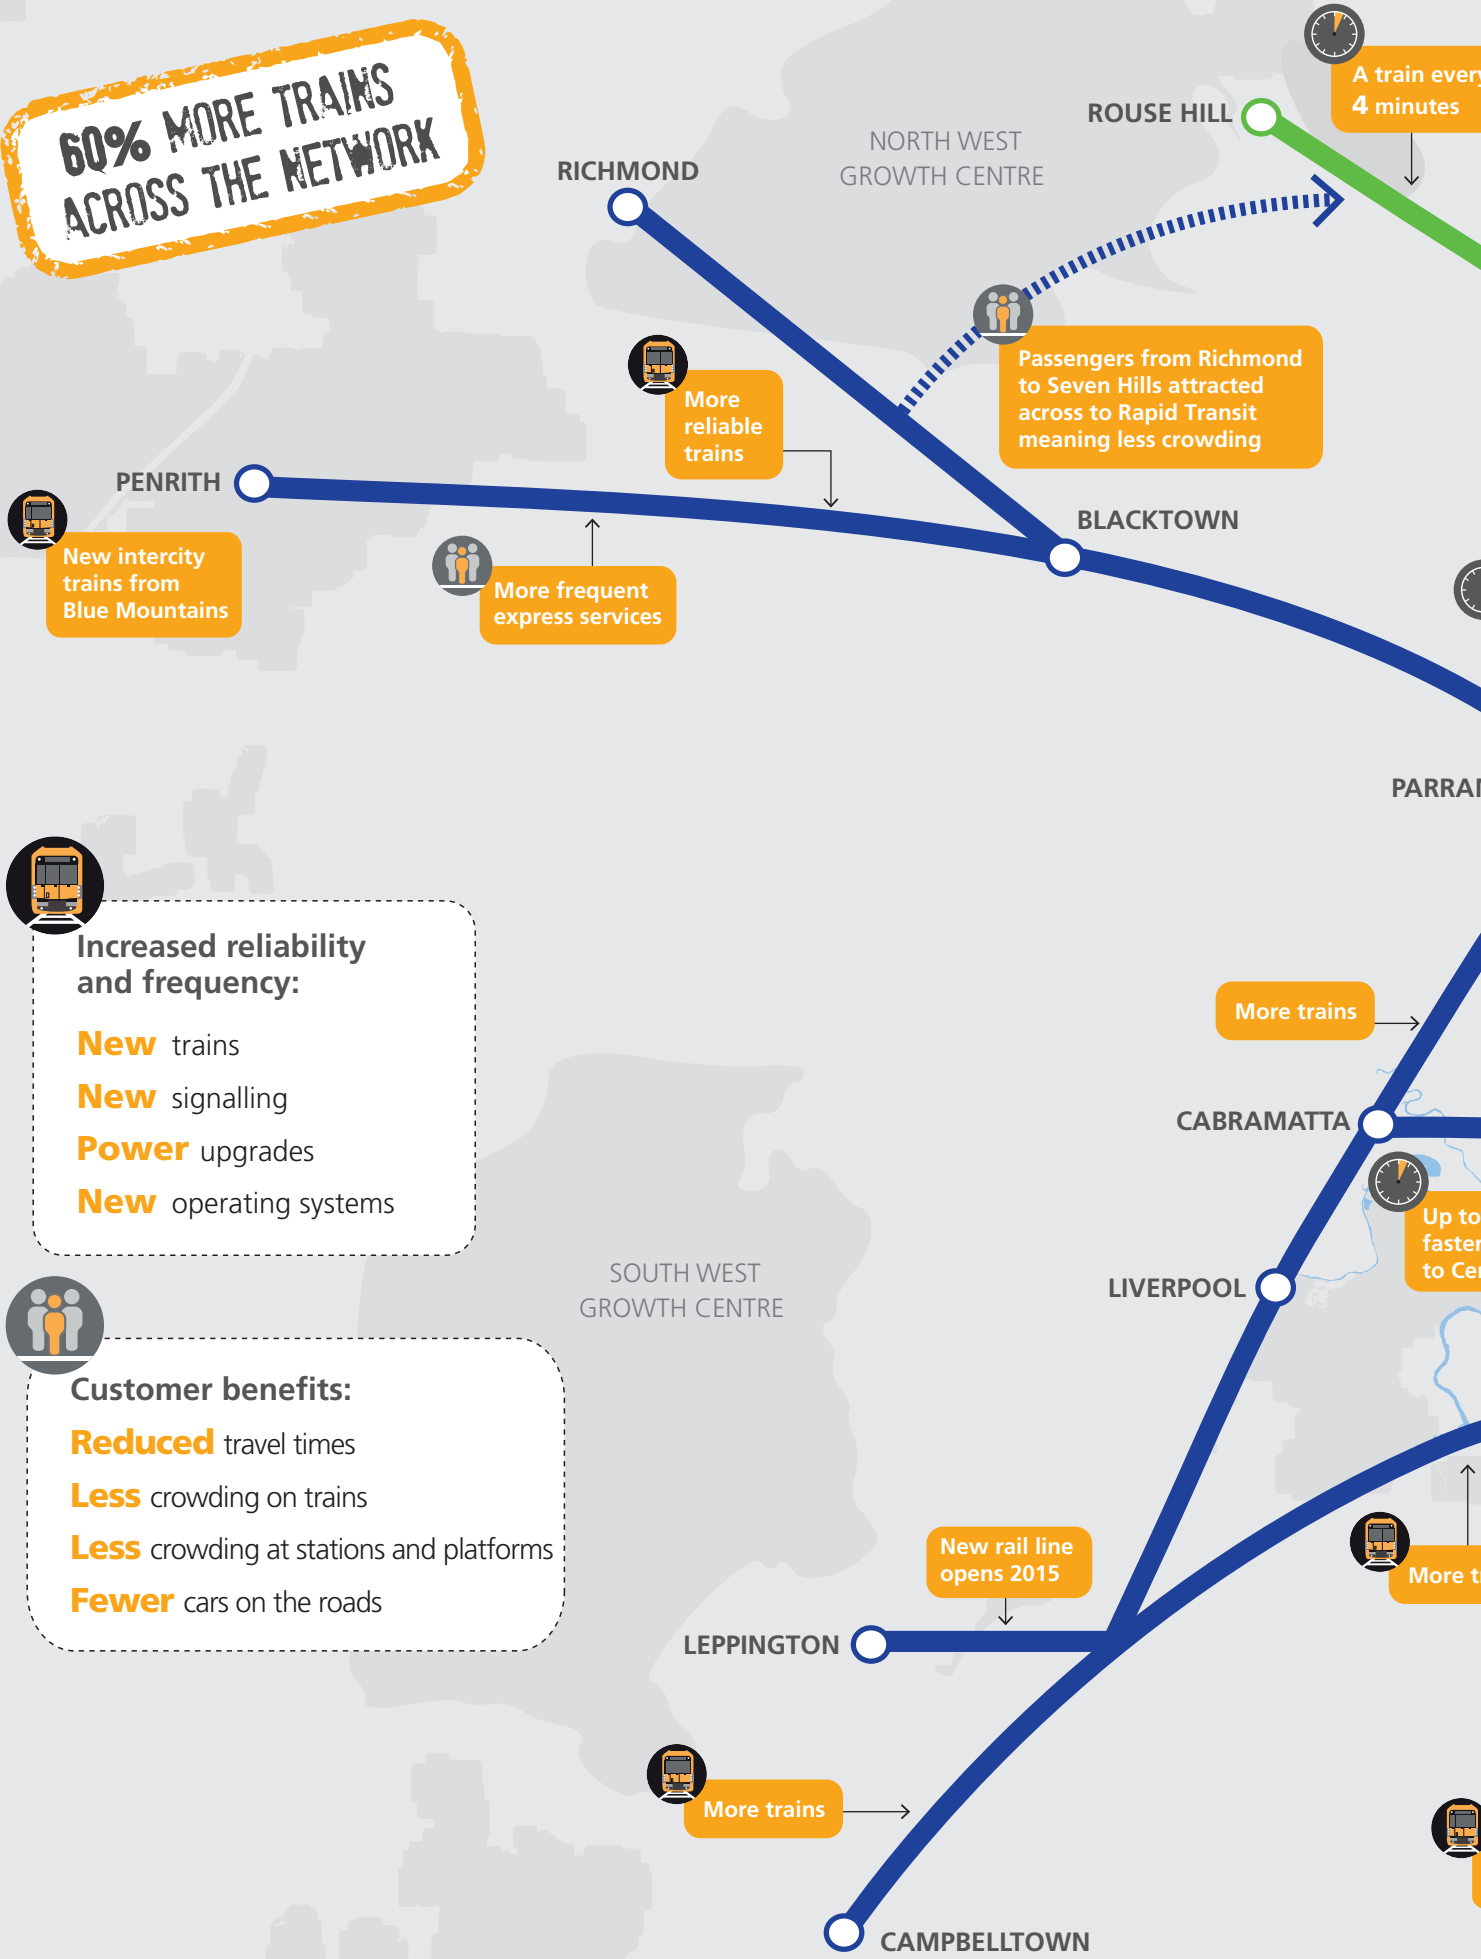 60% MORE TRAINS
ACROSS THE NETWORK
RICHMOND
NORTH WEST
GROWTH CENTRE
ROUSE HILL
A train every
4 minutes
Passengers from Richmond
to Seven Hills attracted
across to Rapid Transit
meaning less crowding
More
reliable
trains
PENRITH
New intercity
trains from
Blue Mountains
More frequent
express services
BLACKTOWN
Increased reliability
and frequency:
New trains
New signalling
Power upgrades
New operating systems
Customer benefits:
Reduced travel times
Less crowding on trains
Less crowding at stations and platforms
Fewer cars on the roads
SOUTH WEST
GROWTH CENTRE
More trains
CABRAMATTA
Up to
faster
to
LIVERPOOL
More
New rail line
opens 2015
LEPPINGTON
More trains
CAMPBELLTOWN